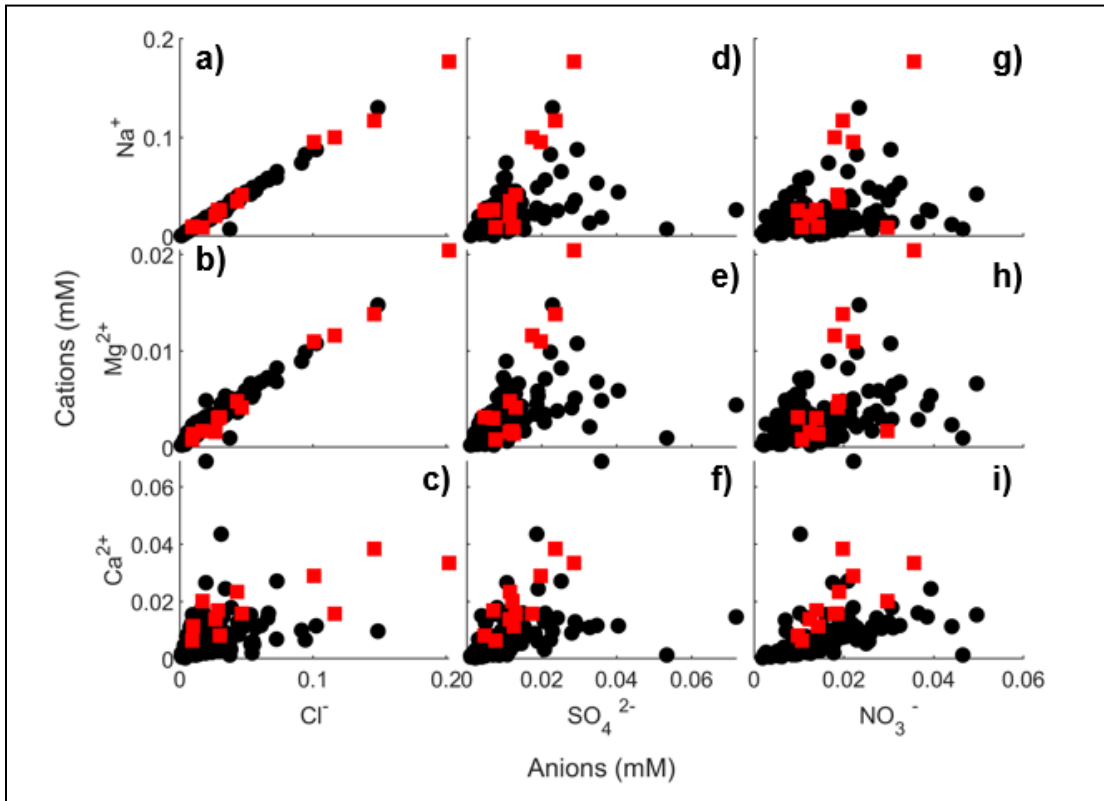 a)
d)
g)
0.2
0.1
0
Na⁺
b)
e)
h)
0.02
0.01
0
Mg²⁺
Cations (mM)
c)
f)
i)
0.06
0.04
0.02
0
Ca²⁺
0 0.1 0.20 0.02 0.04 0.06 0 0.02 0.04 0.06
Cl⁻ SO₄ ²⁻ NO₃ ⁻
Anions (mM)